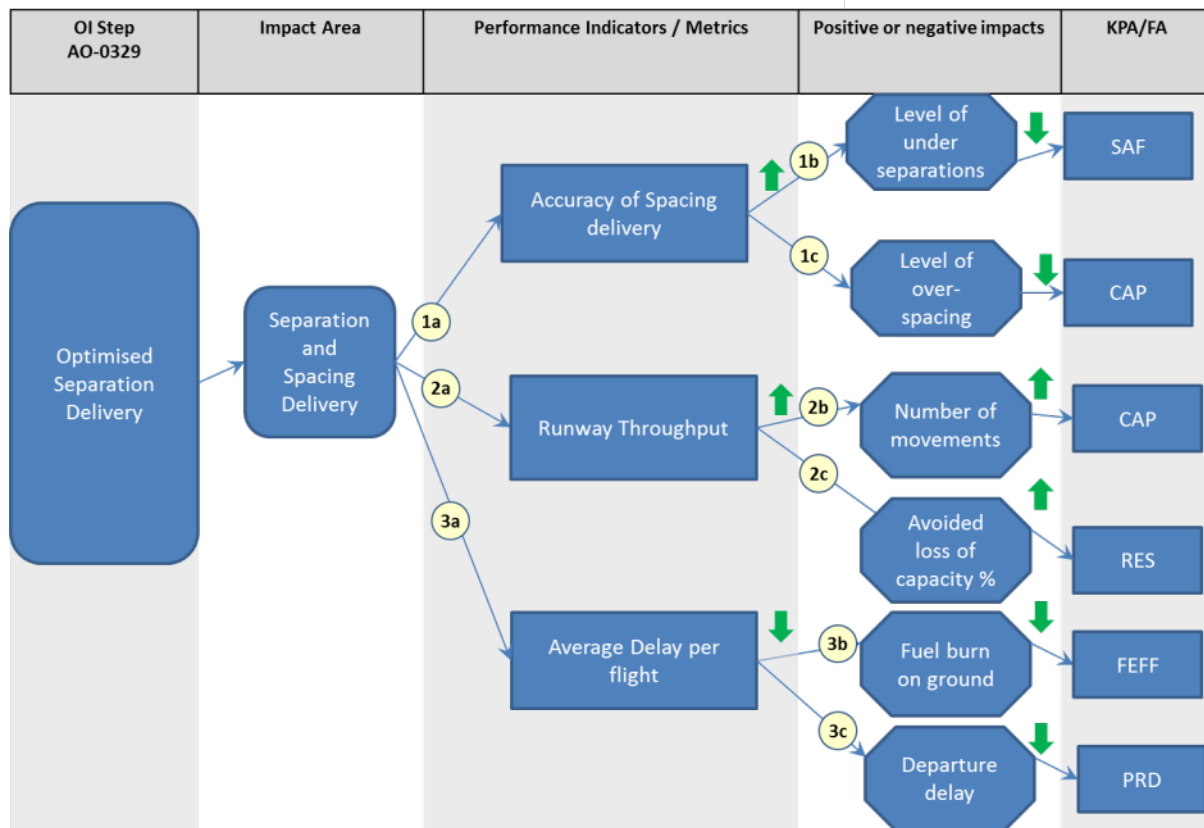 OI Step
AO-0329
Impact Area
Performance Indicators / Metrics
Positive or negative impacts
KPA/FA
Optimised
Separation
Delivery
Separation
and
Spacing
Delivery
1a
2a
3a
Accuracy of Spacing
delivery
1b
1c
Level of
under
separations
SAF
Level of
over-
spacing
CAP
Runway Throughput
2b
2c
Number of
movements
CAP
Avoided
loss of
capacity %
RES
Average Delay per
flight
3b
3c
Fuel burn
on ground
FEFF
Departure
delay
PRD